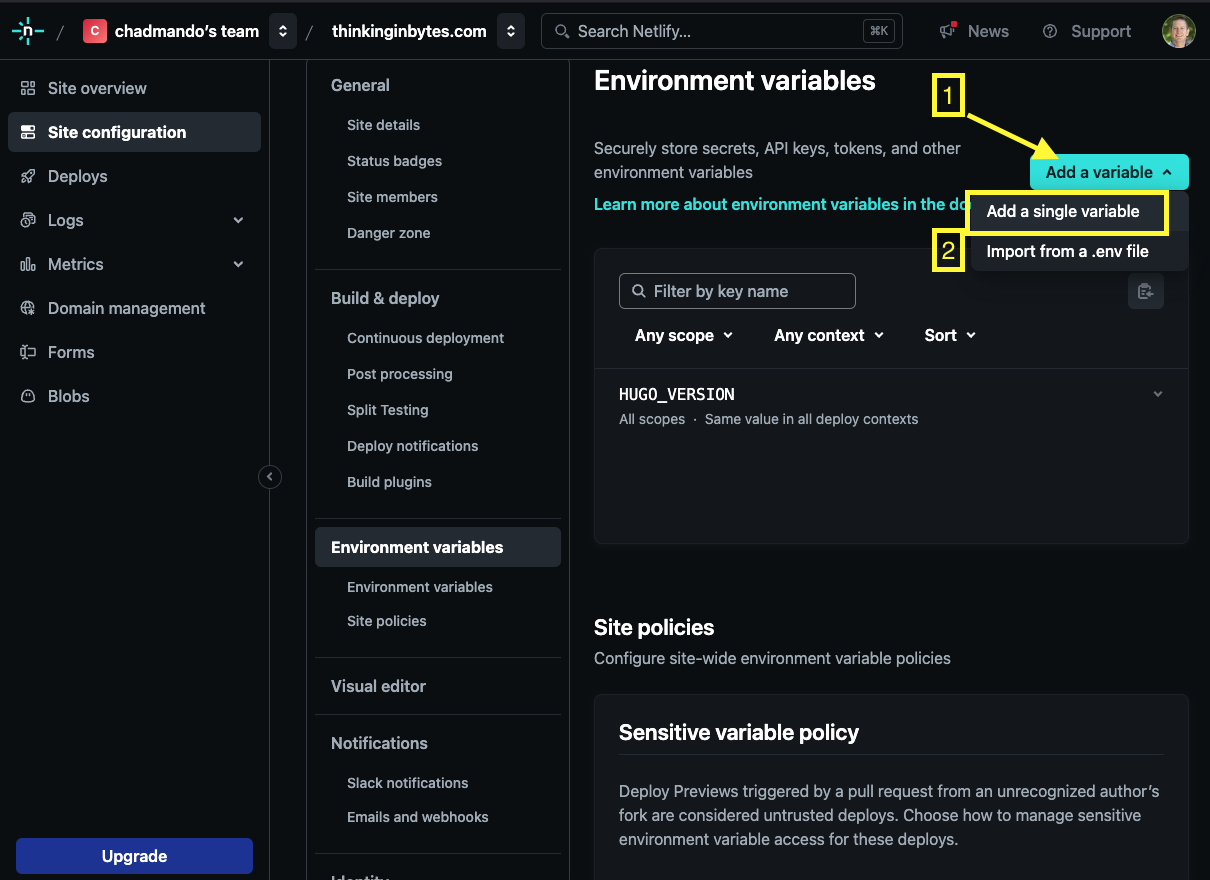 n / C chadmando's team / thinkinginbytes.com Search Netlify... ⌘K News Support
Site overview
Site configuration
Deploys
Logs
Metrics
Domain management
Forms
Blobs
Upgrade
General
Site details
Status badges
Site members
Danger zone
Build & deploy
Continuous deployment
Post processing
Split Testing
Deploy notifications
Build plugins
Environment variables
Environment variables
Site policies
Visual editor
Notifications
Slack notifications
Emails and webhooks
Identity
Environment variables
1
Securely store secrets, API keys, tokens, and other
environment variables
Add a variable
Learn more about environment variables in the
Add a single variable
2
Import from a .env file
Filter by key name
Any scope Any context Sort
HUGO_VERSION
All scopes · Same value in all deploy contexts
Site policies
Configure site-wide environment variable policies
Sensitive variable policy
Deploy Previews triggered by a pull request from an unrecognized author's
fork are considered untrusted deploys. Choose how to manage sensitive
environment variable access for these deploys.